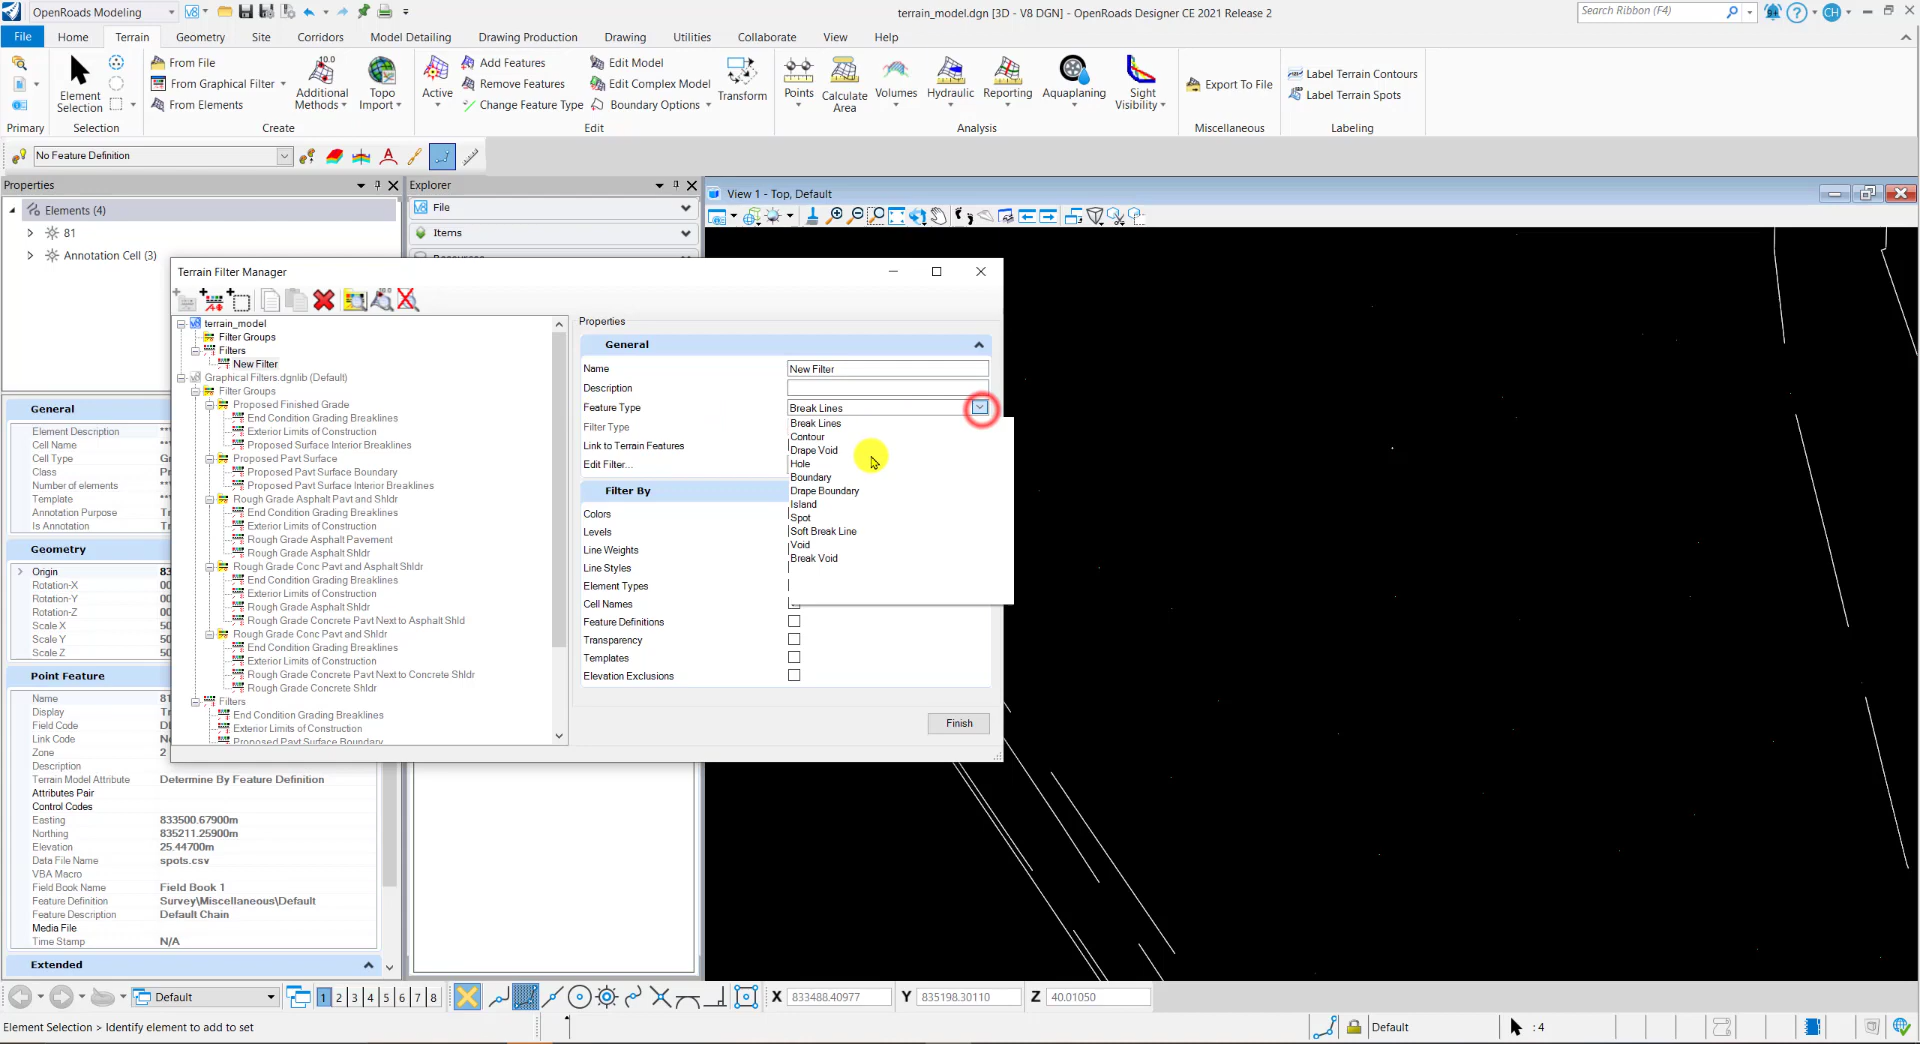 OpenRoads Modeling
terrain_model.dgn [3D - V8 DGN] - OpenRoads Designer CE 2021 Release 2
Search Ribbon (F4)
CH
File Home Terrain Geometry Site Corridors Model Detailing Drawing Production Drawing Utilities Collaborate View Help
Element Selection
From File
From Graphical Filter
From Elements
Additional Methods
Topo Import
Active
Add Features
Remove Features
Change Feature Type
Edit Model
Edit Complex Model
Boundary Options
Transform
Points
Calculate Area
Volumes
Hydraulic
Reporting
Aquaplaning
Sight Visibility
Export To File
Label Terrain Contours
Label Terrain Spots
Primary Selection Create Edit Analysis Miscellaneous Labeling
No Feature Definition
Properties
Elements (4)
81
Annotation Cell (3)
Explorer
File
Items
View 1 - Top, Default
Terrain Filter Manager
terrain_model
Filter Groups
Filters
New Filter
Graphical Filters.dgnlib (Default)
Filter Groups
Proposed Finished Grade
End Condition Grading Breaklines
Exterior Limits of Construction
Proposed Surface Interior Breaklines
Proposed Pavt Surface
Proposed Pavt Surface Boundary
Proposed Pavt Surface Interior Breaklines
Rough Grade Asphalt Pavt and Shldr
End Condition Grading Breaklines
Exterior Limits of Construction
Rough Grade Asphalt Pavement
Rough Grade Asphalt Shldr
Rough Grade Conc Pavt and Asphalt Shldr
End Condition Grading Breaklines
Exterior Limits of Construction
Rough Grade Asphalt Shldr
Rough Grade Concrete Pavt Next to Asphalt Shld
Rough Grade Conc Pavt and Shldr
End Condition Grading Breaklines
Exterior Limits of Construction
Rough Grade Concrete Pavt Next to Concrete Shldr
Rough Grade Concrete Shldr
Filters
End Condition Grading Breaklines
Exterior Limits of Construction
Proposed Pavt Surface Boundary
Properties
General
Name New Filter
Description
Feature Type Break Lines
Filter Type
Link to Terrain Features
Edit Filter...
Break Lines
Contour
Drape Void
Hole
Boundary
Drape Boundary
Island
Spot
Soft Break Line
Void
Break Void
Filter By
Colors
Levels
Line Weights
Line Styles
Element Types
Cell Names
Feature Definitions
Transparency
Templates
Elevation Exclusions
Finish
General
Element Description
Cell Name
Cell Type
Class
Number of elements
Template
Annotation Purpose
Is Annotation
Geometry
Origin 83
Rotation-X 00
Rotation-Y 00
Rotation-Z 00
Scale X 50
Scale Y 50
Scale Z 50
Point Feature
Name 81
Display
Field Code
Link Code
Zone 2
Description
Terrain Model Attribute Determine By Feature Definition
Attributes Pair
Control Codes
Easting 833500.67900m
Northing 835211.25900m
Elevation 25.44700m
Data File Name spots.csv
VBA Macro
Field Book Name Field Book 1
Feature Definition Survey\Miscellaneous\Default
Feature Description Default Chain
Media File
Time Stamp N/A
Extended
Default
1 2 3 4 5 6 7 8
X 833488.40977 Y 835198.30110 Z 40.01050
Element Selection > Identify element to add to set
Default
: 4